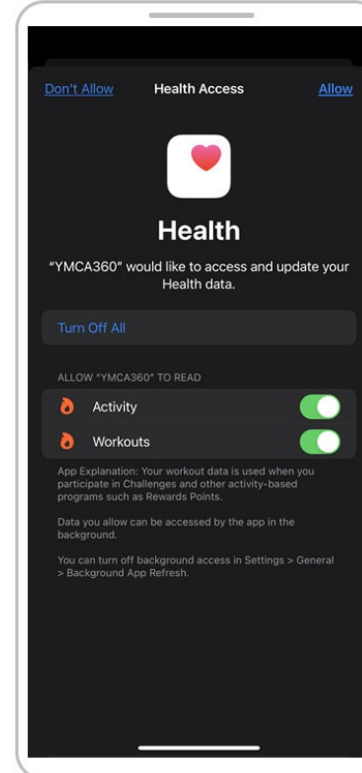 Don't Allow Health Access Allow
Health
“YMCA360” would like to access and update your
Health data.
Turn Off All
ALLOW “YMCA360” TO READ
Activity
Workouts
App Explanation: Your workout data is used when you
participate in Challenges and other activity-based
programs such as Rewards Points.
Data you allow can be accessed by the app in the
background.
You can turn off background access in Settings > General
> Background App Refresh.